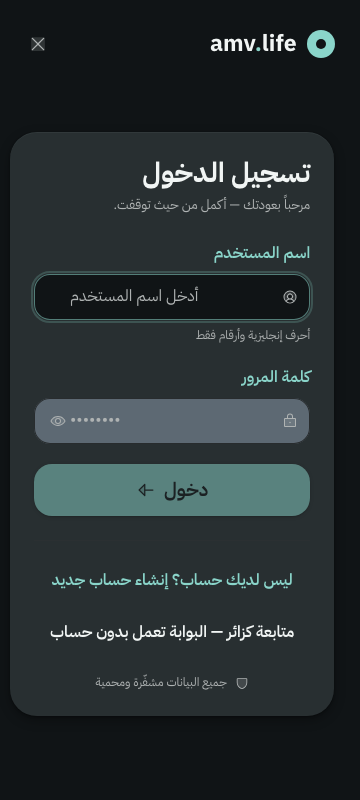 amv.life
تسجيل الدخول
مرحباً بعودتك — أكمل من حيث توقفت.
اسم المستخدم
أدخل اسم المستخدم
أحرف إنجليزية وأرقام فقط
كلمة المرور
••••••••
دخول
ليس لديك حساب؟ إنشاء حساب جديد
متابعة كزائر — البوابة تعمل بدون حساب
جميع البيانات مشفّرة ومحمية